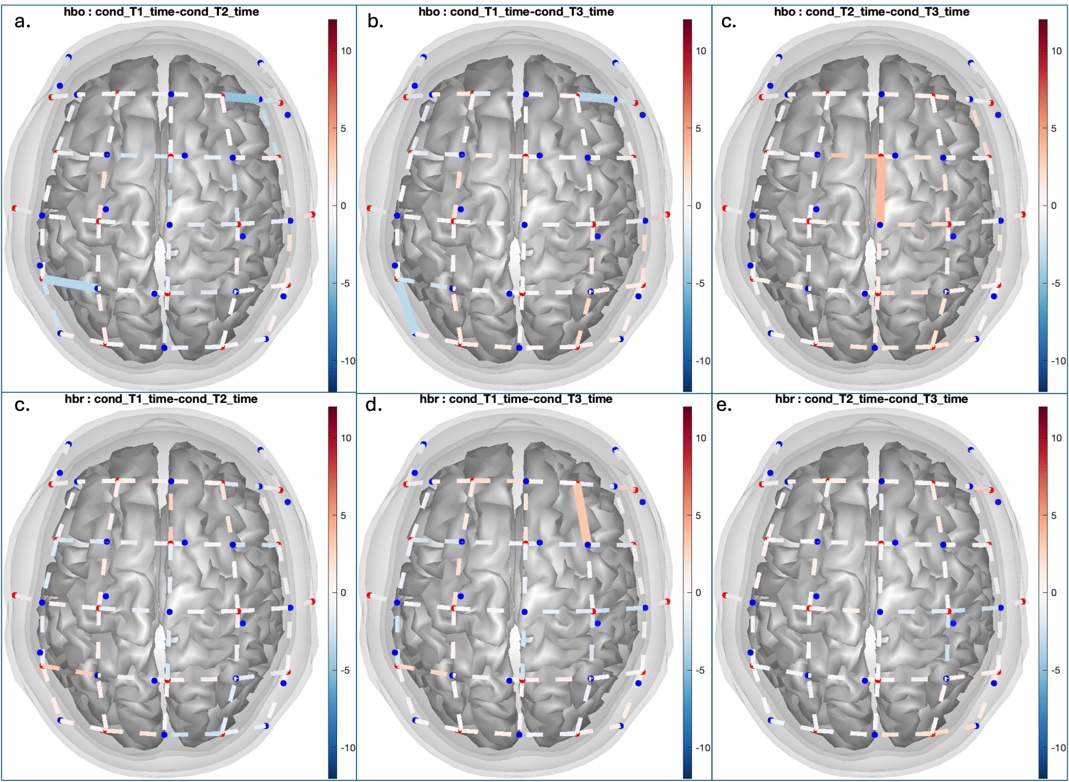 a.
hbo : cond_T1_time-cond_T2_time
10
5
0
-5
-10
b.
hbo : cond_T1_time-cond_T3_time
10
5
0
-5
-10
c.
hbo : cond_T2_time-cond_T3_time
10
5
0
-5
-10
c.
hbr : cond_T1_time-cond_T2_time
10
5
0
-5
-10
d.
hbr : cond_T1_time-cond_T3_time
10
5
0
-5
-10
e.
hbr : cond_T2_time-cond_T3_time
10
5
0
-5
-10